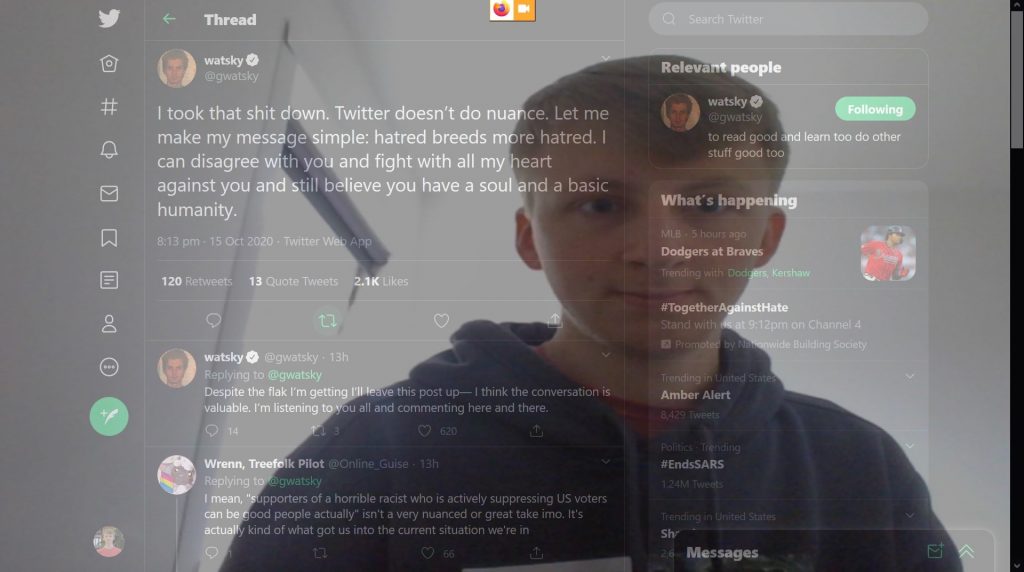 Thread
watsky @gwatsky
I took that shit down. Twitter doesn’t do nuance. Let me
make my message simple: hatred breeds more hatred. I
can disagree with you and fight with all my heart
against you and still believe you have a soul and a basic
humanity.
8:13 pm · 15 Oct 2020 · Twitter Web App
120 Retweets 13 Quote Tweets 2.1K Likes
watsky @gwatsky · 13h
Replying to @gwatsky
Despite the flak I’m getting I’ll leave this post up— I think the conversation is
valuable. I’m listening to you all and commenting here and there.
14 3 620
Wrenn, Treefolk Pilot @Online_Guise · 13h
Replying to @gwatsky
I mean, "supporters of a horrible racist who is actively suppressing US voters
can be good people actually" isn't a very nuanced or great take imo. It's
actually kind of what got us into the current situation we're in
1 66
Search Twitter
Relevant people
watsky
@gwatsky
Following
to read good and learn too do other
stuff good too
What’s happening
MLB · 5 hours ago
Dodgers at Braves
Trending with Dodgers, Kershaw
#TogetherAgainstHate
Stand with us at 9:12pm on Channel 4
Promoted by Nationwide Building Society
Trending in United States
Amber Alert
8,429 Tweets
Politics · Trending
#EndSARS
1.24M Tweets
Trending in United States
Messages